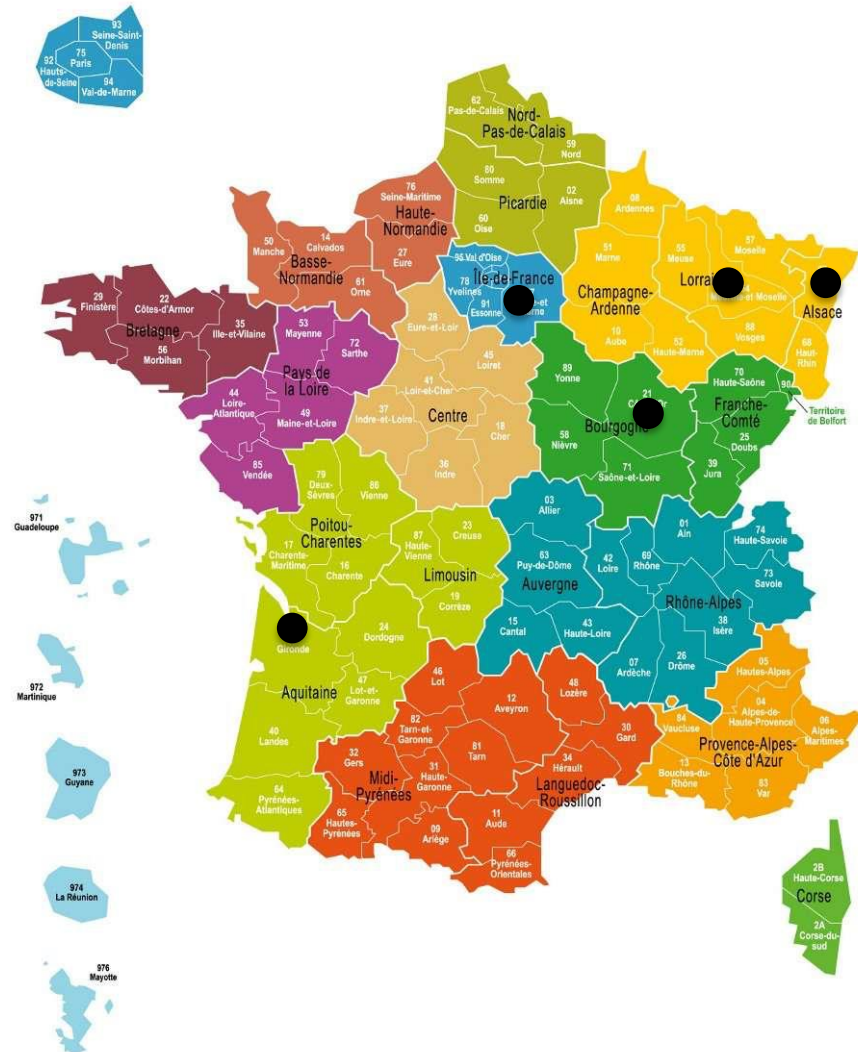 93
Seine-Saint-
Denis
92
Hauts-
de-Seine
75
Paris
94
Val-de-Marne
62
Pas-de-Calais
Nord-
Pas-de-Calais
59
Nord
80
Somme
Picardie
02
Aisne
60
Oise
76
Seine-Maritime
Haute-
Normandie
27
Eure
50
Manche
14
Calvados
Basse-
Normandie
61
Orne
95 Val d'Oise
Île-de-France
78
Yvelines
91
Essonne
08
Ardennes
51
Marne
Champagne-
Ardenne
10
Aube
52
Haute-Marne
55
Meuse
57
Moselle
et Moselle
88
Vosges
Alsace
68
Haut-
Rhin
29
Finistère
22
Côtes-d'Armor
Bretagne
56
Morbihan
35
Ille-et-Vilaine
53
Mayenne
72
Sarthe
Pays de
la Loire
44
Loire-
Atlantique
49
Maine-et-Loire
85
Vendée
28
Eure-et-Loir
45
Loiret
41
Loir-et-Cher
Centre
37
Indre-et-Loire
18
Cher
36
Indre
89
Yonne
21
Bourgogne
58
Nièvre
71
Saône-et-Loire
70
Haute-Saône
90
Territoire
de Belfort
Franche-
Comté
25
Doubs
39
Jura
79
Deux-
Sèvres
86
Vienne
Poitou-
Charentes
17
Charente-
Maritime
16
Charente
23
Creuse
87
Haute-
Vienne
Limousin
19
Corrèze
03
Allier
63
Puy-de-Dôme
Auvergne
15
Cantal
43
Haute-Loire
42
Loire
69
Rhône
01
Ain
74
Haute-Savoie
73
Savoie
Rhône-Alpes
38
Isère
07
Ardèche
26
Drôme
Gironde
24
Dordogne
47
Lot-et-
Garonne
Aquitaine
40
Landes
64
Pyrénées-
Atlantiques
46
Lot
12
Aveyron
82
Tarn-et-
Garonne
81
Tarn
32
Gers
31
Haute-
Garonne
Midi-
Pyrénées
65
Hautes-
Pyrénées
09
Ariège
48
Lozère
30
Gard
34
Hérault
Languedoc-
Roussillon
11
Aude
66
Pyrénées-
Orientales
05
Hautes-Alpes
04
Alpes-de-
Haute-Provence
06
Alpes-
Maritimes
84
Vaucluse
Provence-Alpes-
Côte d'Azur
13
Bouches-du-
Rhône
83
Var
2B
Haute-Corse
Corse
2A
Corse-du-
sud
971
Guadeloupe
972
Martinique
973
Guyane
974
La Réunion
976
Mayotte